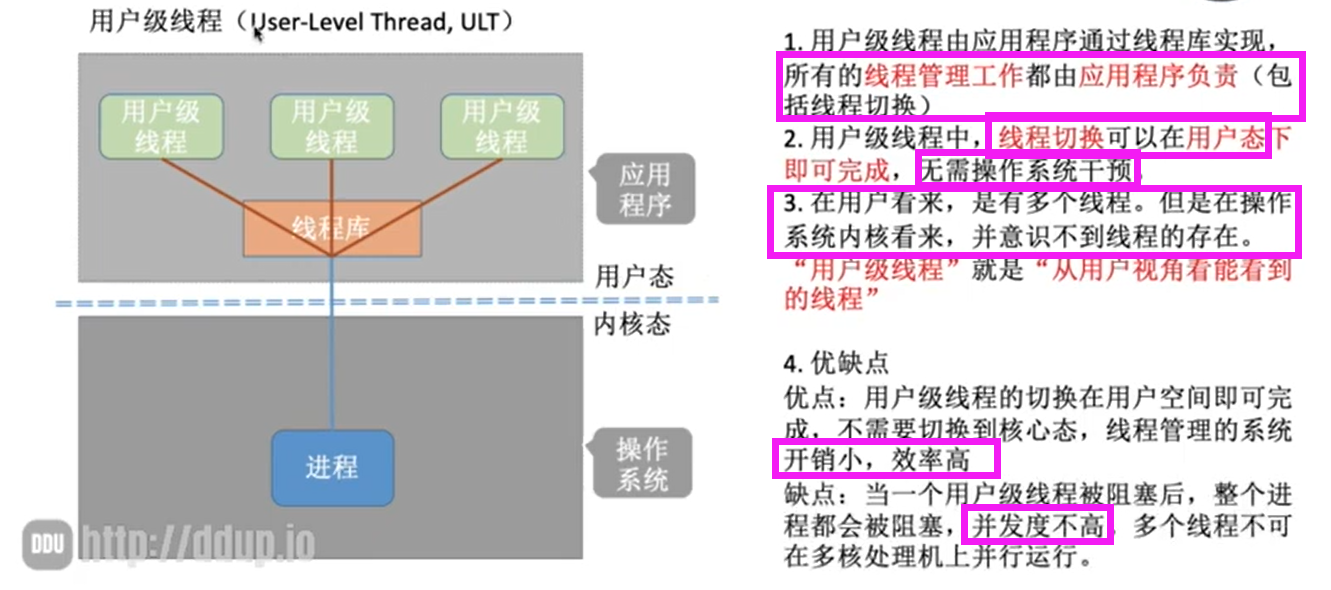 用户级线程（User-Level Thread, ULT）
用户级
线程
用户级
线程
用户级
线程
线程库
应用
程序
用户态
内核态
进程
操作
系统
DDU http://ddup.io
1. 用户级线程由应用程序通过线程库实现，
所有的线程管理工作都由应用程序负责（包
括线程切换）
2. 用户级线程中，线程切换可以在用户态下
即可完成，无需操作系统干预
3. 在用户看来，是有多个线程。但是在操作
系统内核看来，并意识不到线程的存在。
“用户级线程”就是“从用户视角看能看到
的线程”
4. 优缺点
优点：用户级线程的切换在用户空间即可完
成，不需要切换到核心态，线程管理的系统
开销小，效率高
缺点：当一个用户级线程被阻塞后，整个进
程都会被阻塞，并发度不高。多个线程不可
在多核处理机上并行运行。